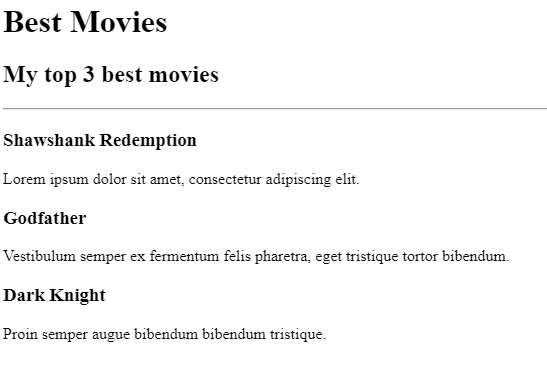 Best Movies
My top 3 best movies
Shawshank Redemption
Lorem ipsum dolor sit amet, consectetur adipiscing elit.
Godfather
Vestibulum semper ex fermentum felis pharetra, eget tristique tortor bibendum.
Dark Knight
Proin semper augue bibendum bibendum tristique.